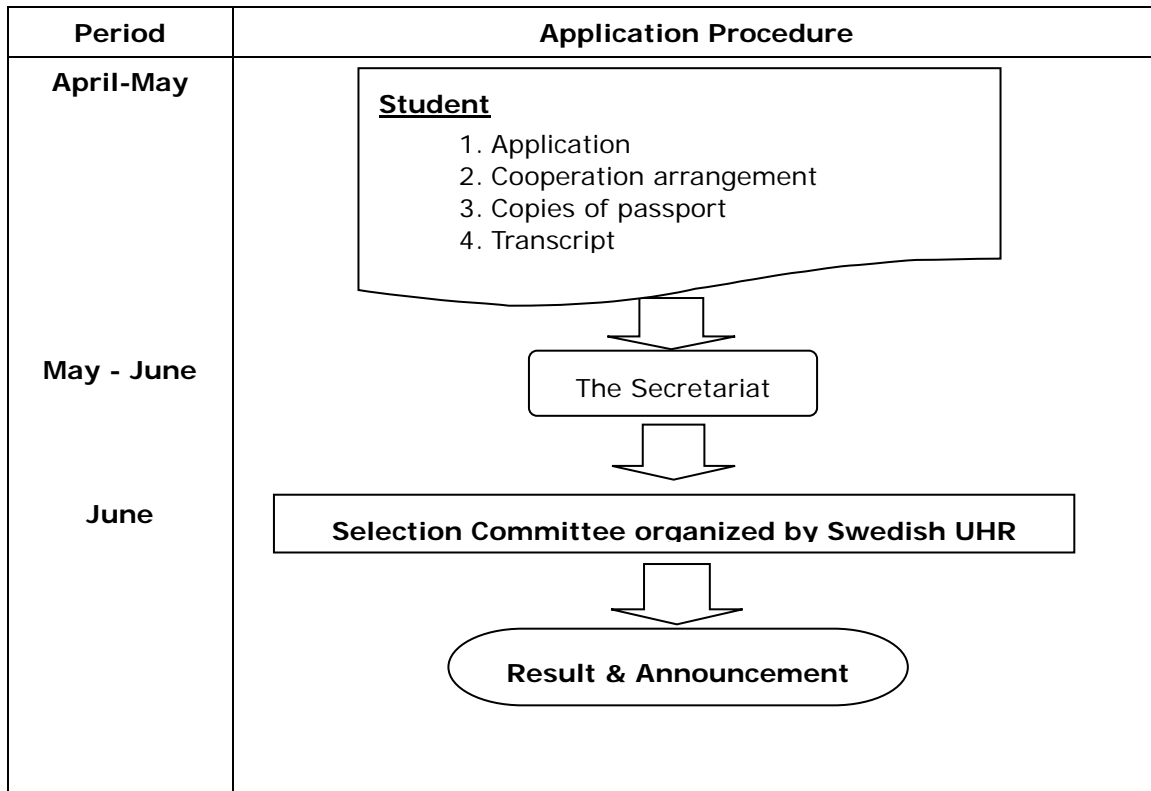 Period
Application Procedure
April-May
Student
1. Application
2. Cooperation arrangement
3. Copies of passport
4. Transcript
May - June
The Secretariat
June
Selection Committee organized by Swedish UHR
Result & Announcement